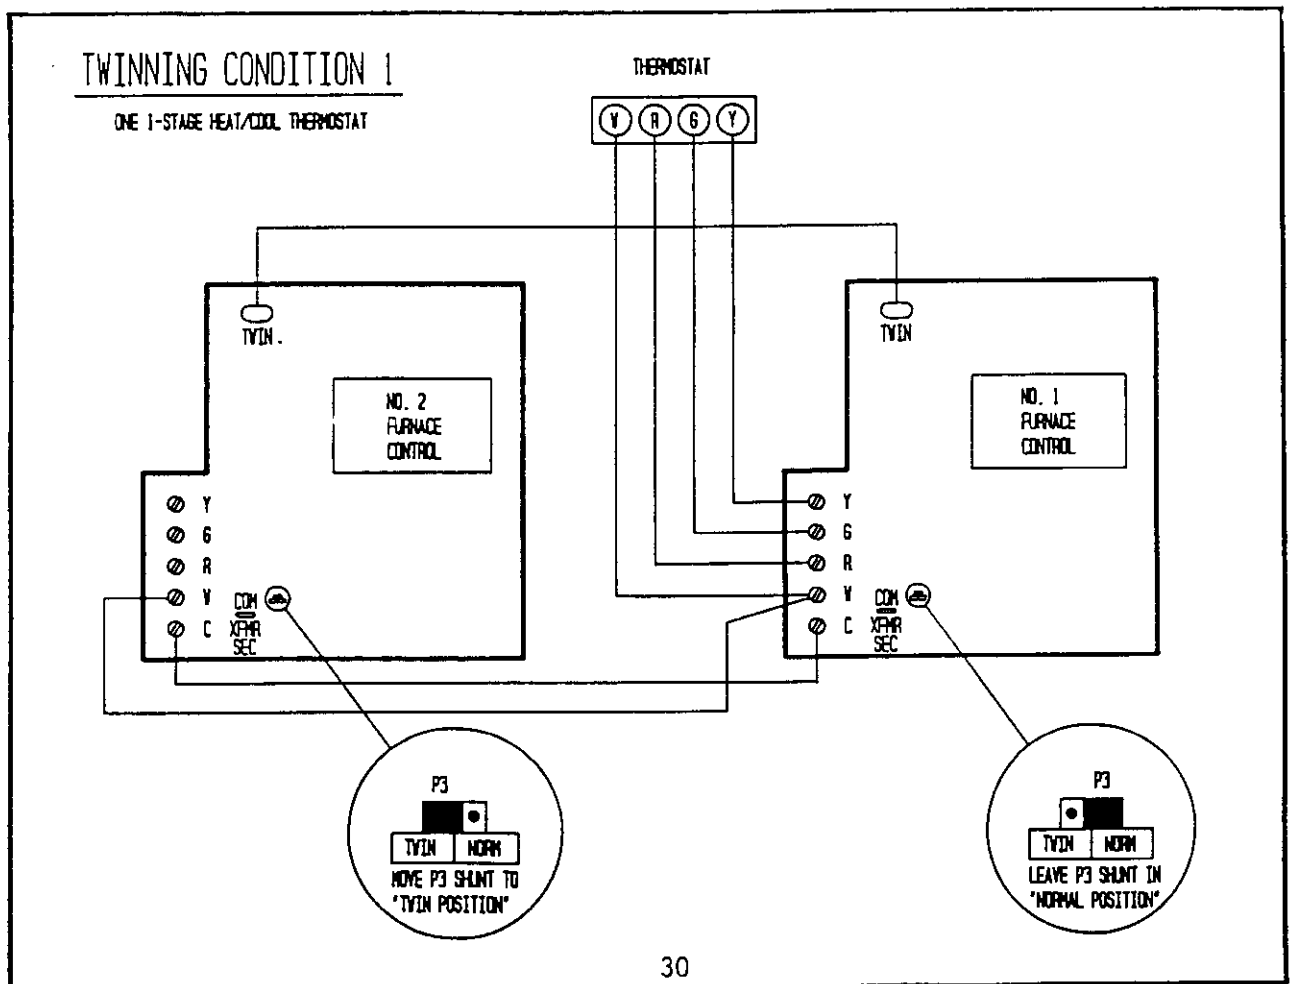 TWINNING CONDITION 1
ONE 1-STAGE HEAT/COOL THERMOSTAT
THERMOSTAT
W R G Y
TWIN
NO. 2
FURNACE
CONTROL
Y
G
R
W
C
COM
XFMR
SEC
TWIN
NO. 1
FURNACE
CONTROL
Y
G
R
W
C
COM
XFMR
SEC
P3
TWIN NORM
MOVE P3 SHUNT TO
"TWIN POSITION"
P3
TWIN NORM
LEAVE P3 SHUNT IN
"NORMAL POSITION"
30